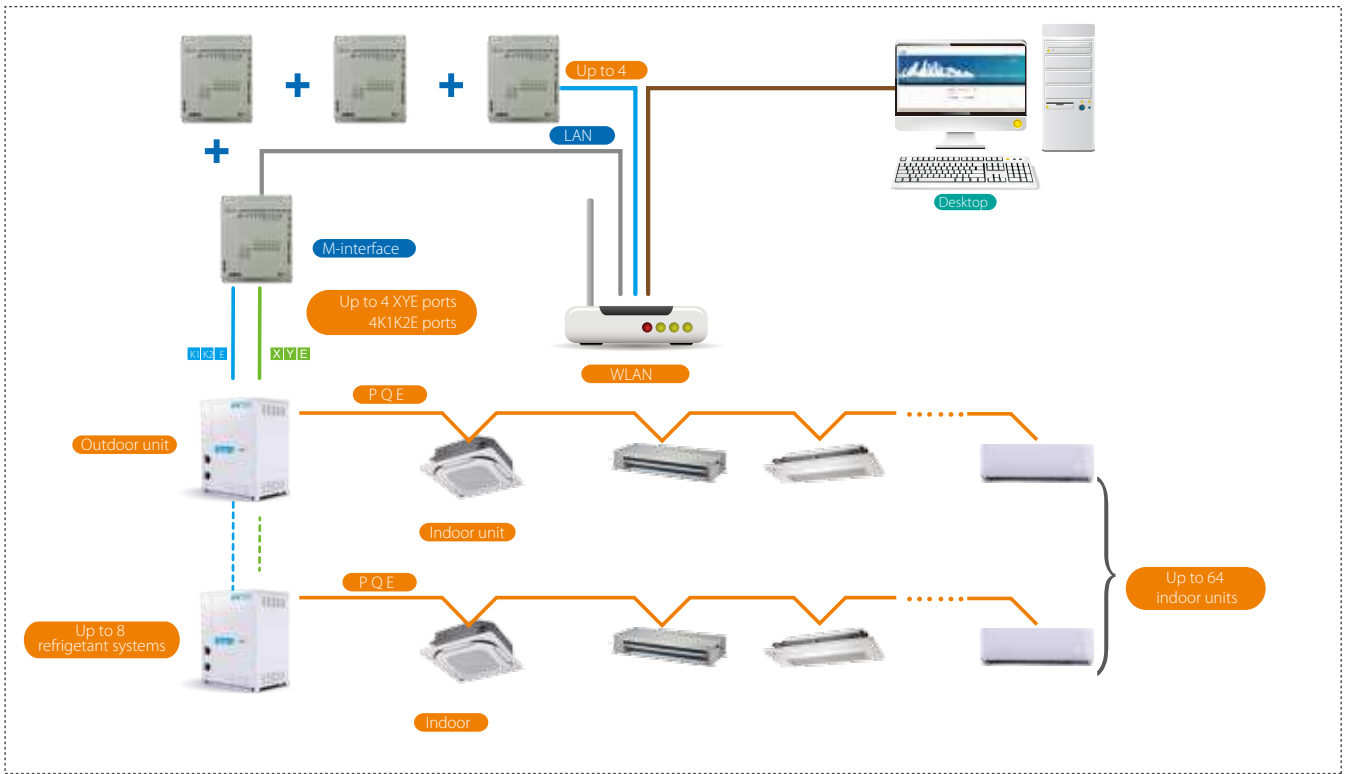 Up to 4
LAN
Desktop
M-interface
Up to 4 XYE ports
4K1K2E ports
K1 K2 E
X Y E
WLAN
P Q E
Outdoor unit
Indoor unit
P Q E
Up to 64
indoor units
Up to 8
refrigetant systems
Indoor